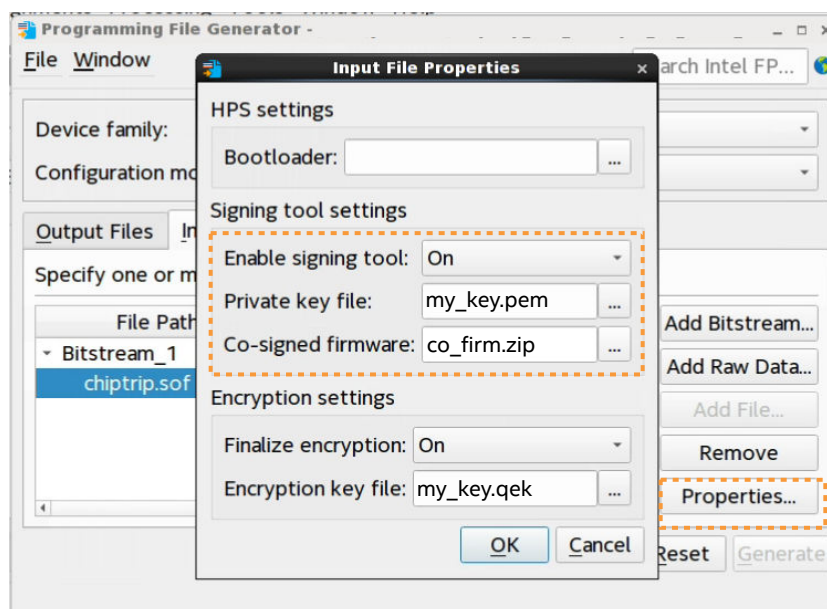 Programming File Generator -
File Window
arch Intel FP...
Device family:
Configuration mo
Output Files In
Specify one or m
File Path
Bitstream_1
chiptrip.sof
Input File Properties
HPS settings
Bootloader: ...
Signing tool settings
Enable signing tool: On
Private key file: my_key.pem ...
Co-signed firmware: co_firm.zip ...
Encryption settings
Finalize encryption: On
Encryption key file: my_key.qek ...
OK Cancel
Add Bitstream...
Add Raw Data...
Add File...
Remove
Properties...
Reset Generate